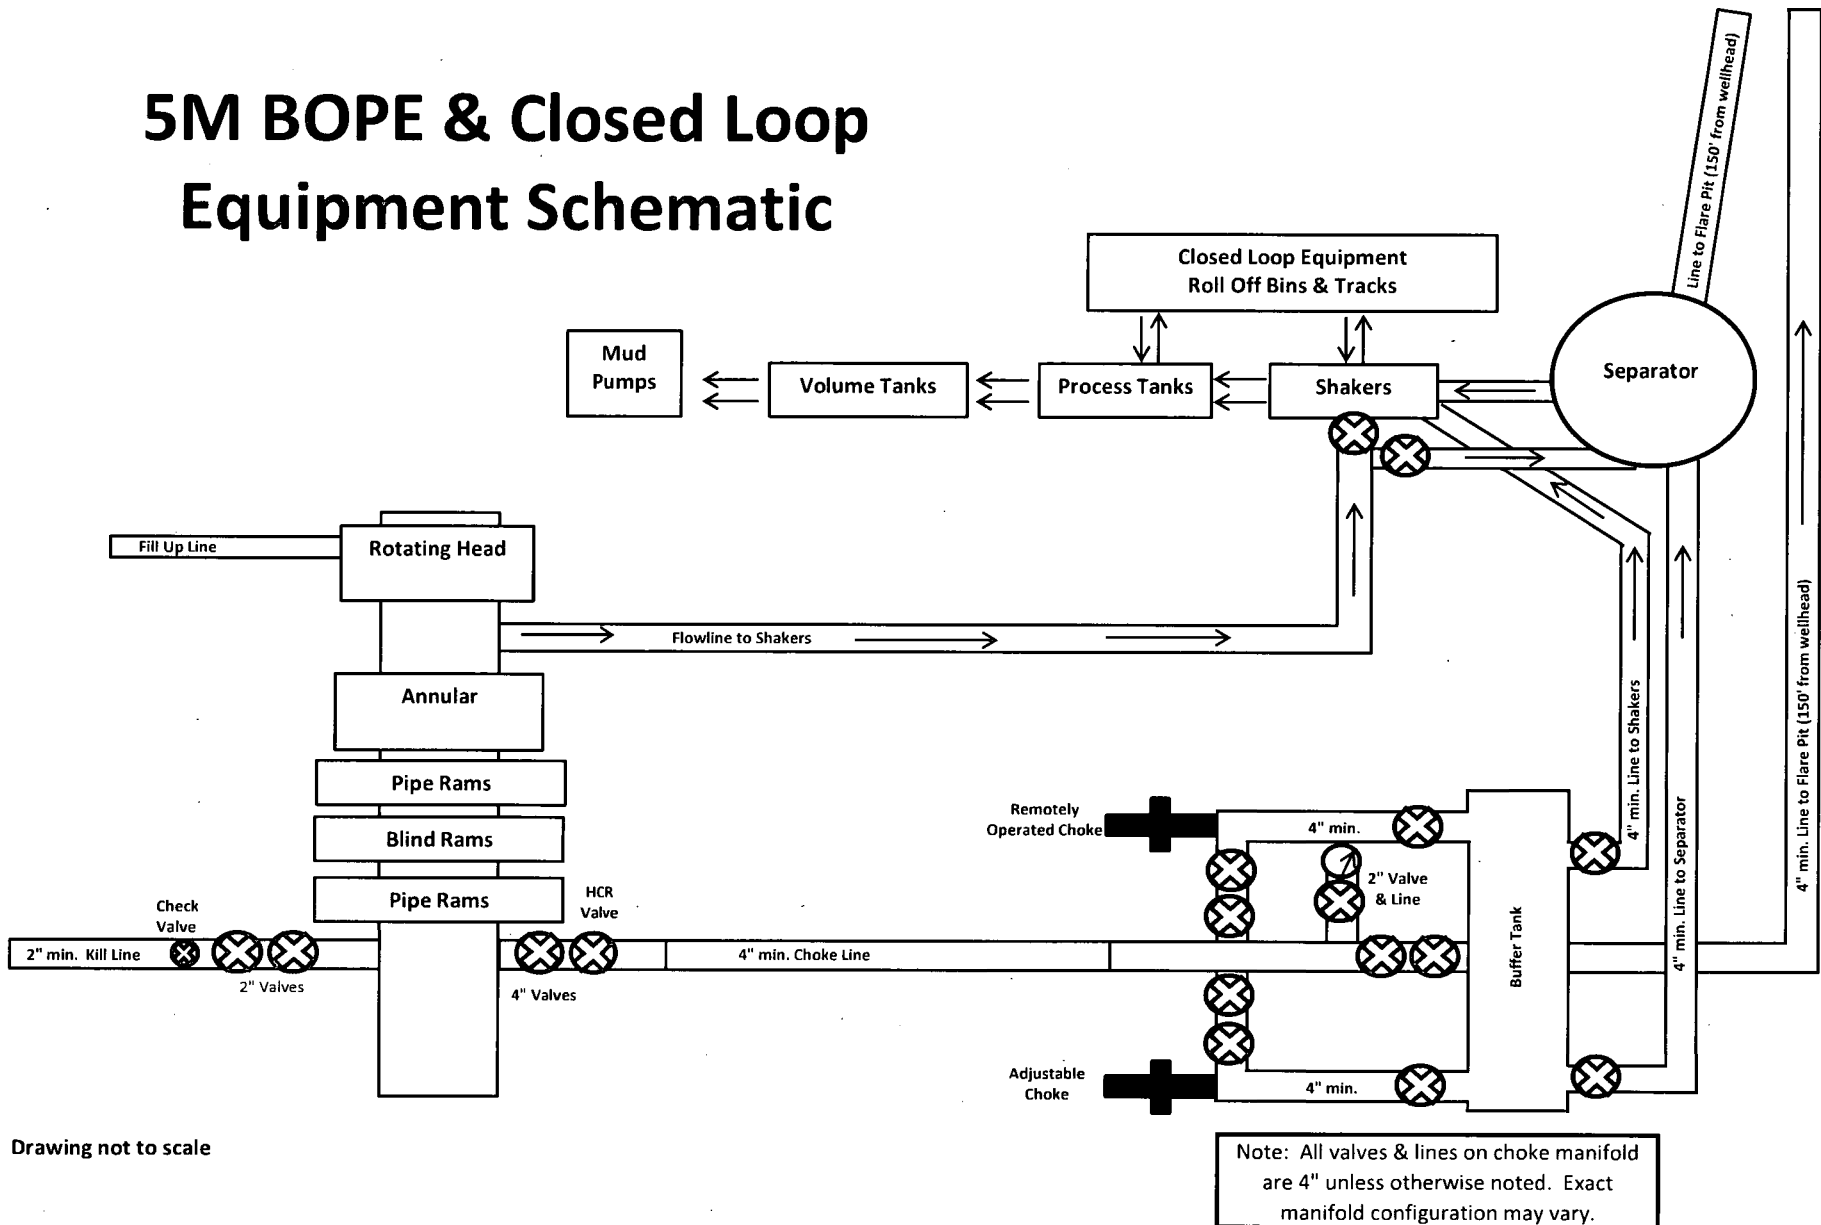 5M BOPE & Closed Loop
Equipment Schematic
Line to Flare Pit (150' from wellhead)
Closed Loop Equipment
Roll Off Bins & Tracks
Mud
Pumps
Volume Tanks
Process Tanks
Shakers
Separator
Fill Up Line
Rotating Head
Flowline to Shakers
Annular
Pipe Rams
Blind Rams
Pipe Rams
Check
Valve
HCR
Valve
2" min. Kill Line
2" Valves
4" Valves
4" min. Choke Line
Remotely
Operated Choke
4" min.
2" Valve
& Line
Buffer Tank
4" min. Line to Shakers
4" min. Line to Separator
4" min. Line to Flare Pit (150' from wellhead)
Adjustable
Choke
4" min.
Drawing not to scale
Note: All valves & lines on choke manifold
are 4" unless otherwise noted. Exact
manifold configuration may vary.